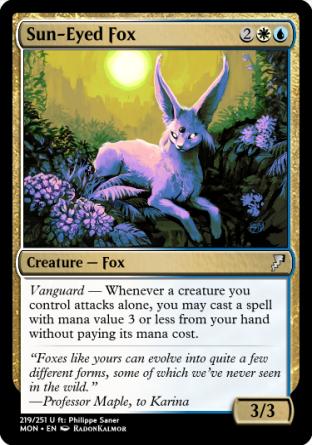 Sun-Eyed Fox 2
Creature — Fox
Vanguard — Whenever a creature you
control attacks alone, you may cast a spell
with mana value 3 or less from your hand
without paying its mana cost.
“Foxes like yours can evolve into quite a few
different forms, some of which we’ve never seen
in the wild.”
—Professor Maple, to Karina
3/3
219/251 U ft: Philippe Saner
MON • EN RadonKalmor